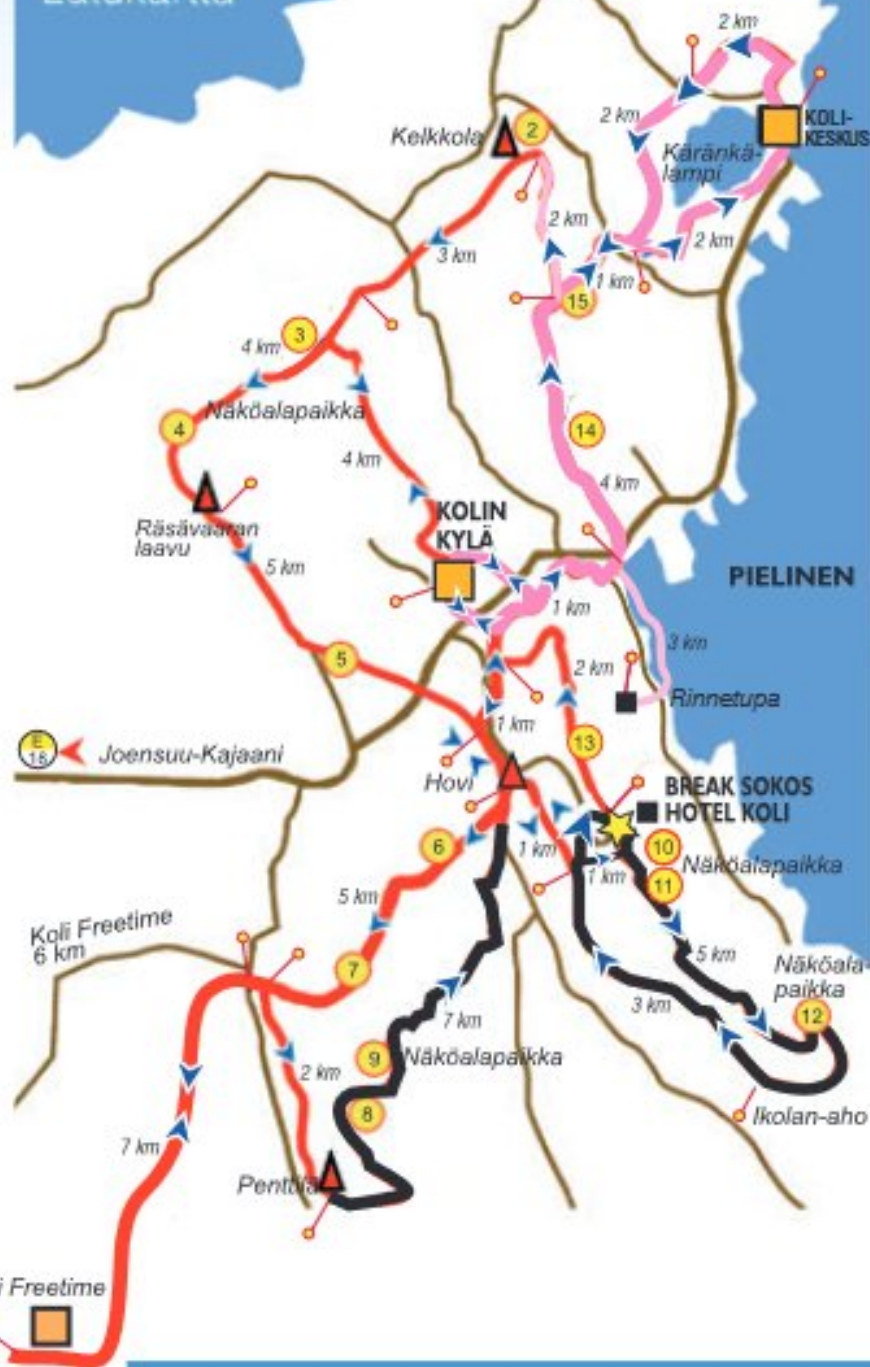 2 km
KOLI-
KESKUS
2
Kelkkola
2 km
Käränkä-
lampi
2 km
2 km
3 km
1 km
15
3
4 km
Näköalapaikka
4
14
4 km
4 km
KOLIN
KYLÄ
Räsävaaran
laavu
5 km
PIELINEN
1 km
3 km
5
2 km
Rinnetupa
1 km
E
16
Joensuu-Kajaani
13
Hovi
BREAK SOKOS
HOTEL KOLI
6
1 km
10
Näköalapaikka
1 km
11
5 km
Koli Freetime
6 km
5 km
Näköala-
paikka
7
3 km
12
7 km
9
Näköalapaikka
2 km
8
Ikolan-aho
7 km
Penttilä
i Freetime